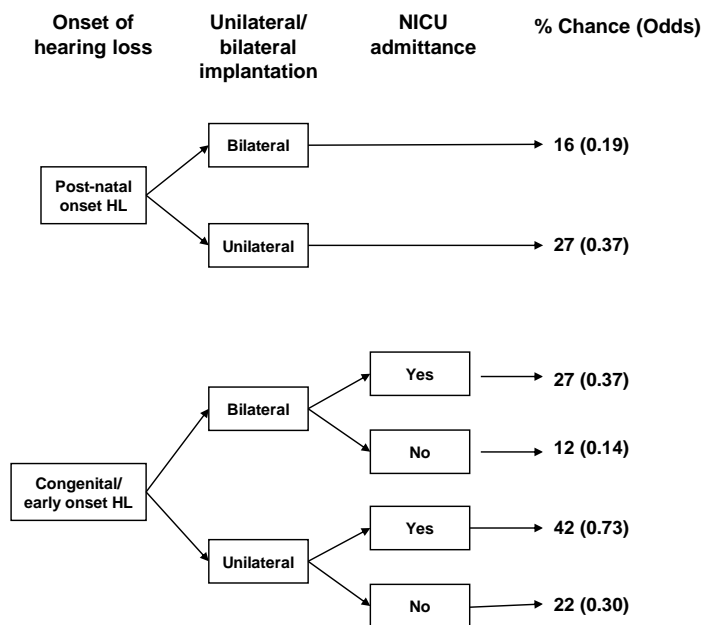 Onset of
hearing loss
Unilateral/
bilateral
implantation
NICU
admittance
% Chance (Odds)
Post-natal
onset HL
Bilateral
16 (0.19)
Unilateral
27 (0.37)
Congenital/
early onset HL
Bilateral
Yes
27 (0.37)
No
12 (0.14)
Unilateral
Yes
42 (0.73)
No
22 (0.30)